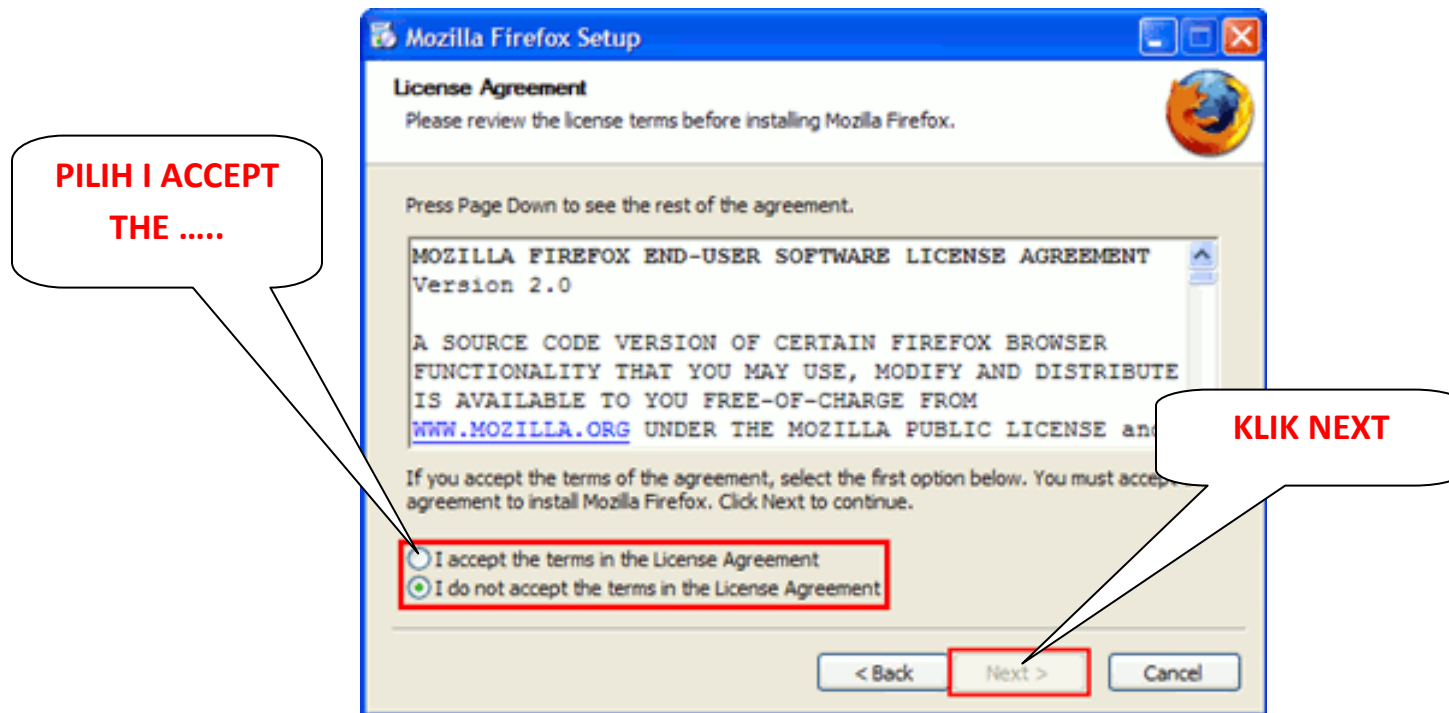 Mozilla Firefox Setup
License Agreement
Please review the license terms before installing Mozilla Firefox.
PILIH I ACCEPT
THE …..
Press Page Down to see the rest of the agreement.
MOZILLA FIREFOX END-USER SOFTWARE LICENSE AGREEMENT
Version 2.0
A SOURCE CODE VERSION OF CERTAIN FIREFOX BROWSER
FUNCTIONALITY THAT YOU MAY USE, MODIFY AND DISTRIBUTE
IS AVAILABLE TO YOU FREE-OF-CHARGE FROM
WWW.MOZILLA.ORG UNDER THE MOZILLA PUBLIC LICENSE and
KLIK NEXT
If you accept the terms of the agreement, select the first option below. You must accept
agreement to install Mozilla Firefox. Click Next to continue.
I accept the terms in the License Agreement
I do not accept the terms in the License Agreement
< Back
Next >
Cancel